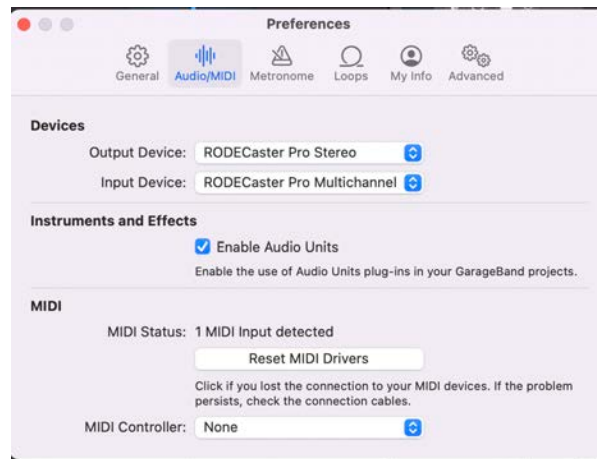 Preferences
General Audio/MIDI Metronome Loops My Info Advanced
Devices
Output Device: RODECaster Pro Stereo
Input Device: RODECaster Pro Multichannel
Instruments and Effects
Enable Audio Units
Enable the use of Audio Units plug-ins in your GarageBand projects.
MIDI
MIDI Status: 1 MIDI Input detected
Reset MIDI Drivers
Click if you lost the connection to your MIDI devices. If the problem
persists, check the connection cables.
MIDI Controller: None